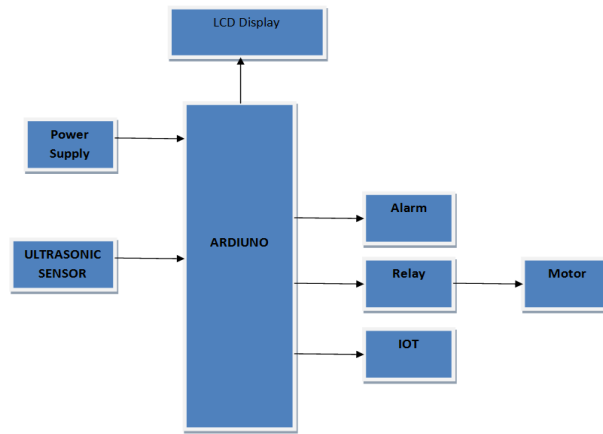 LCD Display
Power
Supply
ULTRASONIC
SENSOR
ARDIUNO
Alarm
Relay
Motor
IOT